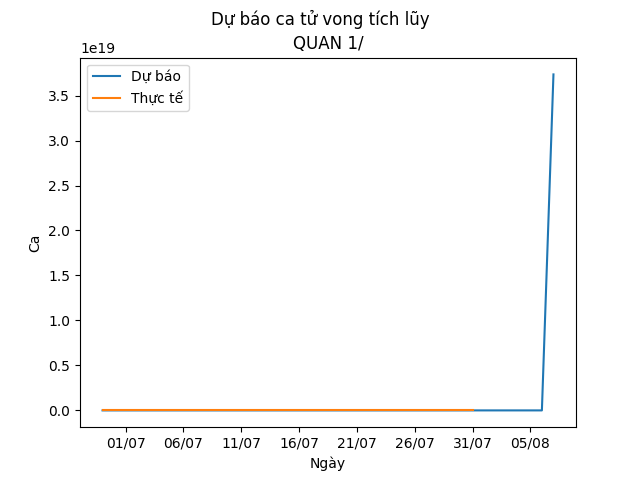 Dự báo ca tử vong tích lũy
QUAN 1/
1e19
Dự báo
Thực tế
3.5
3.0
2.5
2.0
1.5
1.0
0.5
0.0
Ca
01/07 06/07 11/07 16/07 21/07 26/07 31/07 05/08
Ngày